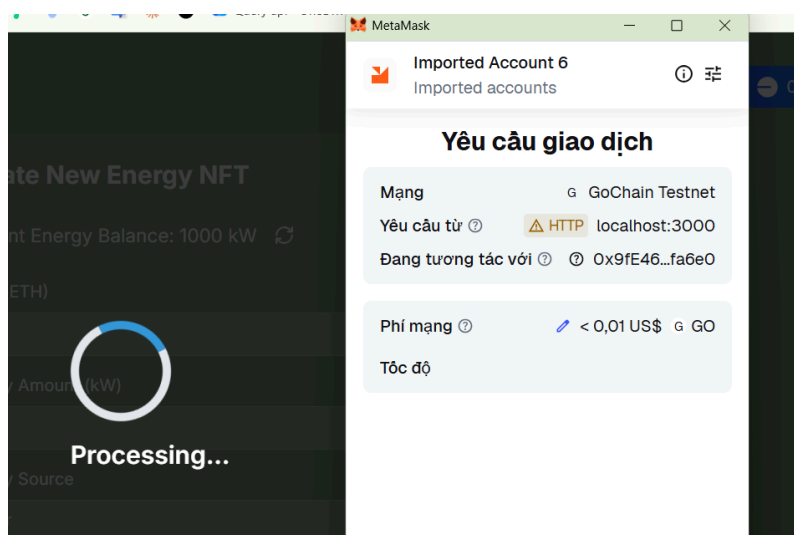 MetaMask
Imported Account 6
Imported accounts
Yêu cầu giao dịch
Mạng G GoChain Testnet
Yêu cầu từ HTTP localhost:3000
Đang tương tác với 0x9fE46...fa6e0
Phí mạng < 0,01 US$ G GO
Tốc độ
ate New Energy NFT
nt Energy Balance: 1000 kW
ETH)
y Amount (kW)
Processing...
y Source